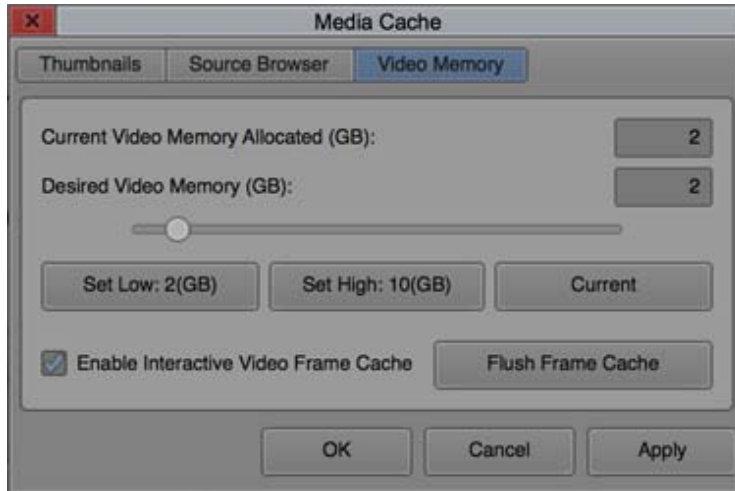 Media Cache
Thumbnails Source Browser Video Memory
Current Video Memory Allocated (GB): 2
Desired Video Memory (GB): 2
Set Low: 2(GB) Set High: 10(GB) Current
Enable Interactive Video Frame Cache Flush Frame Cache
OK Cancel Apply